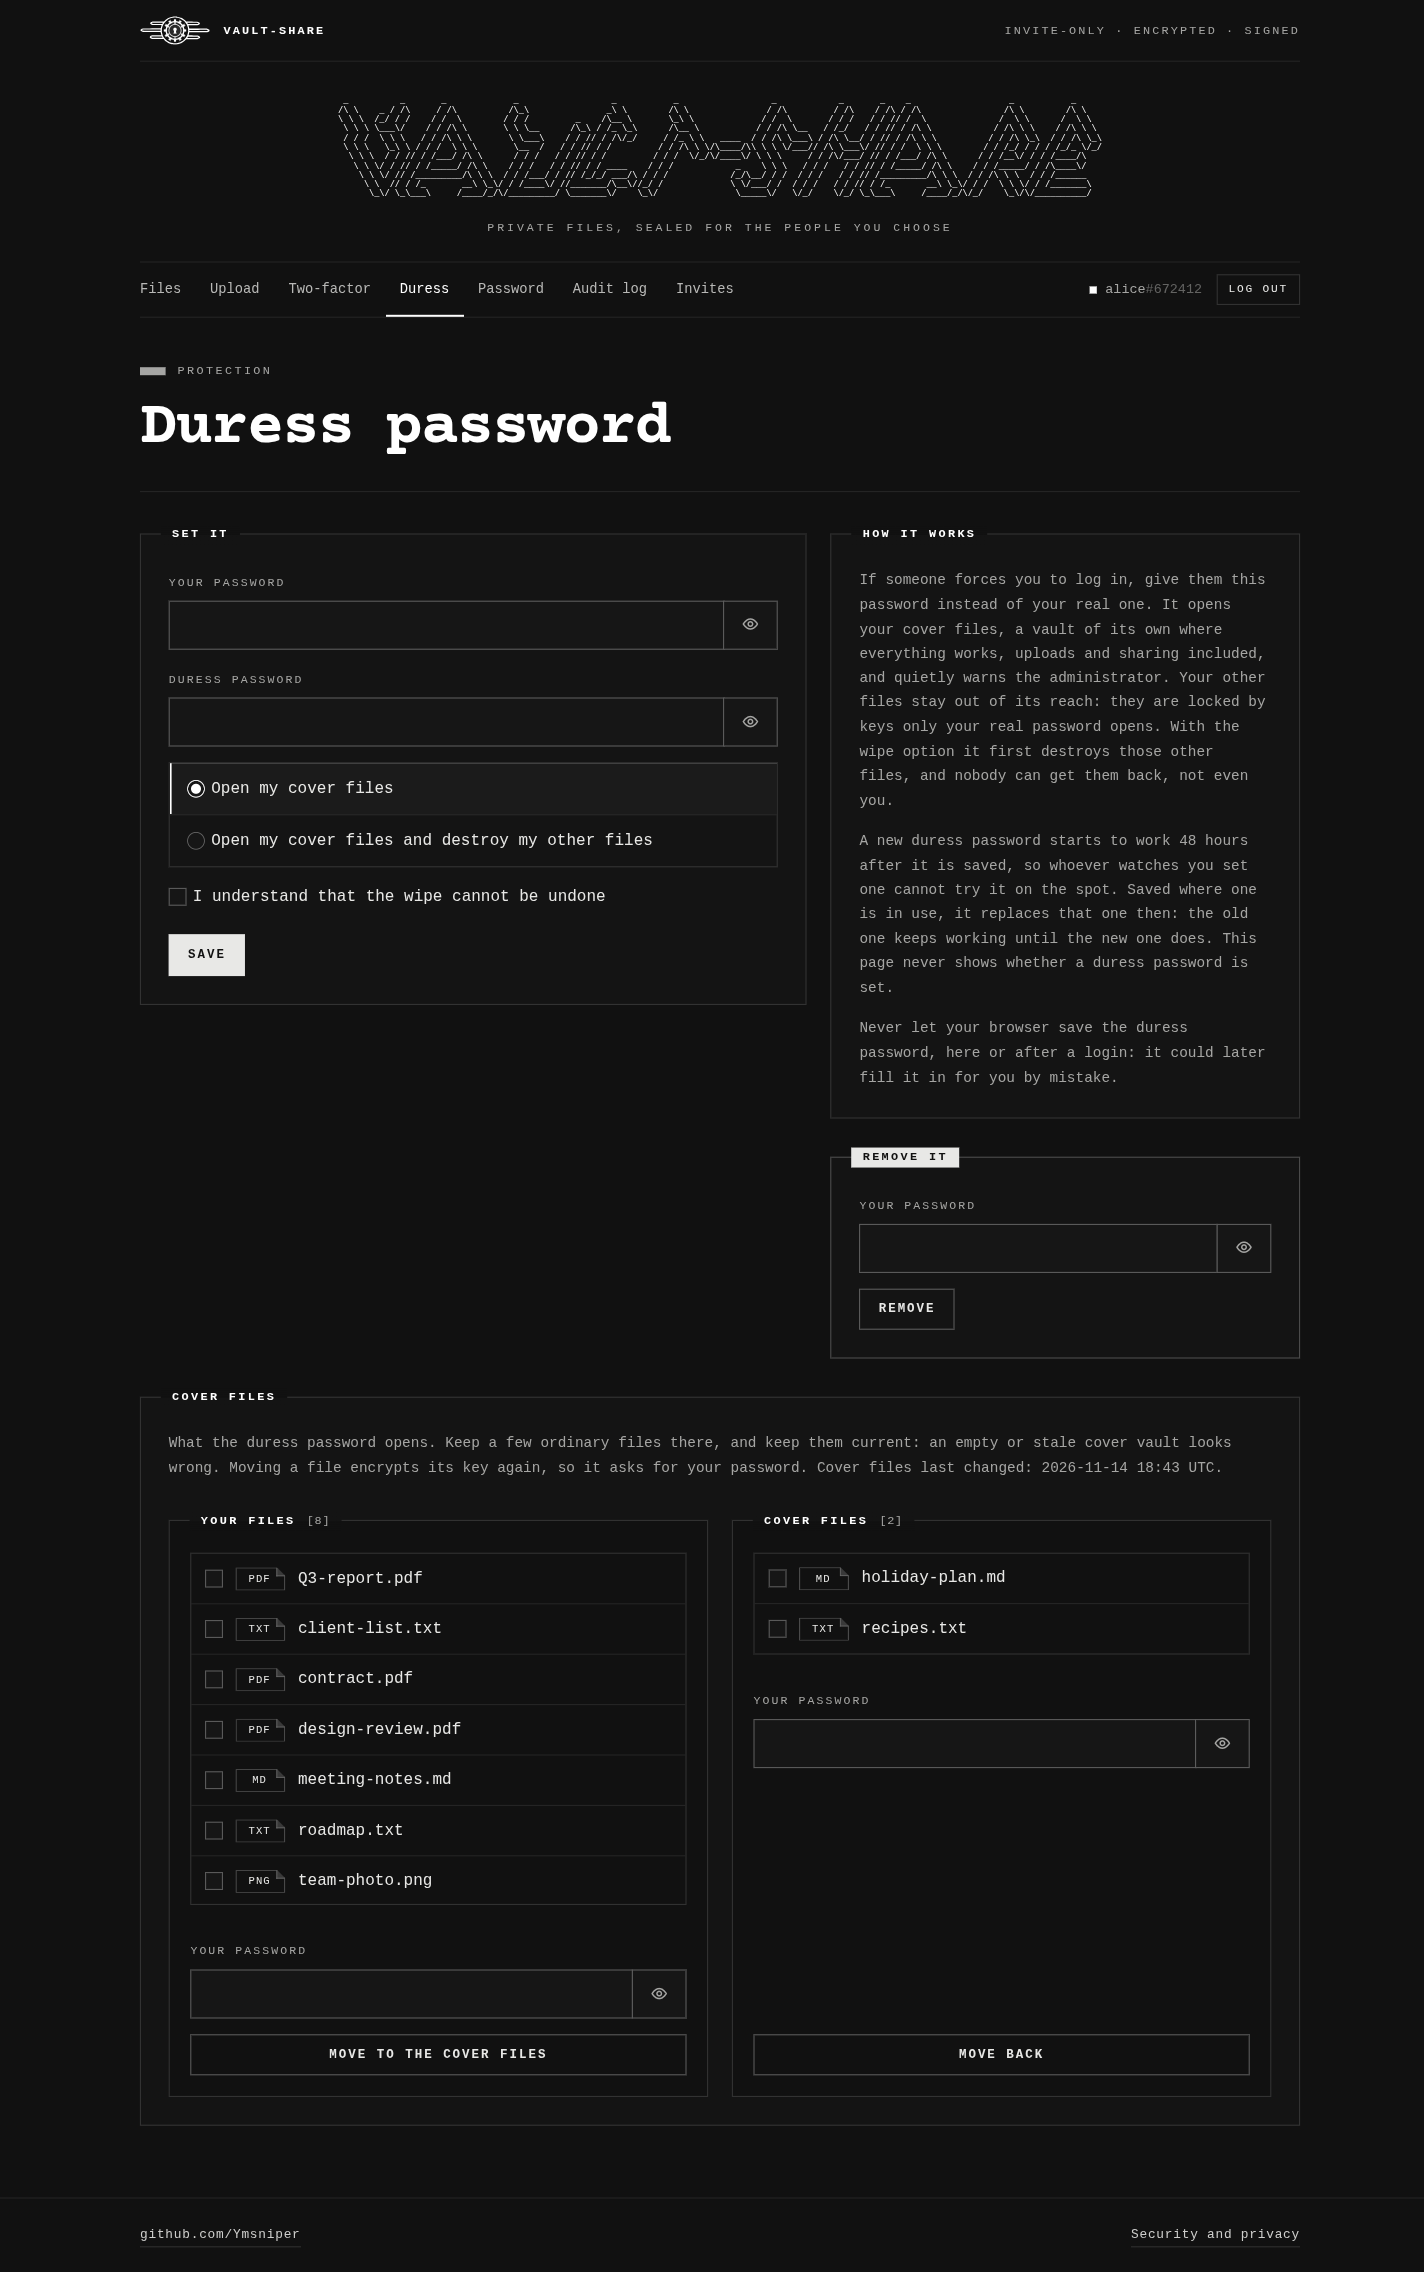 VAULT-SHARE
INVITE-ONLY · ENCRYPTED · SIGNED
PRIVATE FILES, SEALED FOR THE PEOPLE YOU CHOOSE
Files Upload Two-factor Duress Password Audit log Invites
alice#672412 LOG OUT
PROTECTION
Duress password
SET IT
YOUR PASSWORD
DURESS PASSWORD
Open my cover files
Open my cover files and destroy my other files
I understand that the wipe cannot be undone
SAVE
HOW IT WORKS
If someone forces you to log in, give them this
password instead of your real one. It opens
your cover files, a vault of its own where
everything works, uploads and sharing included,
and quietly warns the administrator. Your other
files stay out of its reach: they are locked by
keys only your real password opens. With the
wipe option it first destroys those other
files, and nobody can get them back, not even
you.
A new duress password starts to work 48 hours
after it is saved, so whoever watches you set
one cannot try it on the spot. Saved where one
is in use, it replaces that one then: the old
one keeps working until the new one does. This
page never shows whether a duress password is
set.
Never let your browser save the duress
password, here or after a login: it could later
fill it in for you by mistake.
REMOVE IT
YOUR PASSWORD
REMOVE
COVER FILES
What the duress password opens. Keep a few ordinary files there, and keep them current: an empty or stale cover vault looks
wrong. Moving a file encrypts its key again, so it asks for your password. Cover files last changed: 2026-11-14 18:43 UTC.
YOUR FILES [8]
PDF Q3-report.pdf
TXT client-list.txt
PDF contract.pdf
PDF design-review.pdf
MD meeting-notes.md
TXT roadmap.txt
PNG team-photo.png
YOUR PASSWORD
MOVE TO THE COVER FILES
COVER FILES [2]
MD holiday-plan.md
TXT recipes.txt
YOUR PASSWORD
MOVE BACK
github.com/Ymsniper
Security and privacy